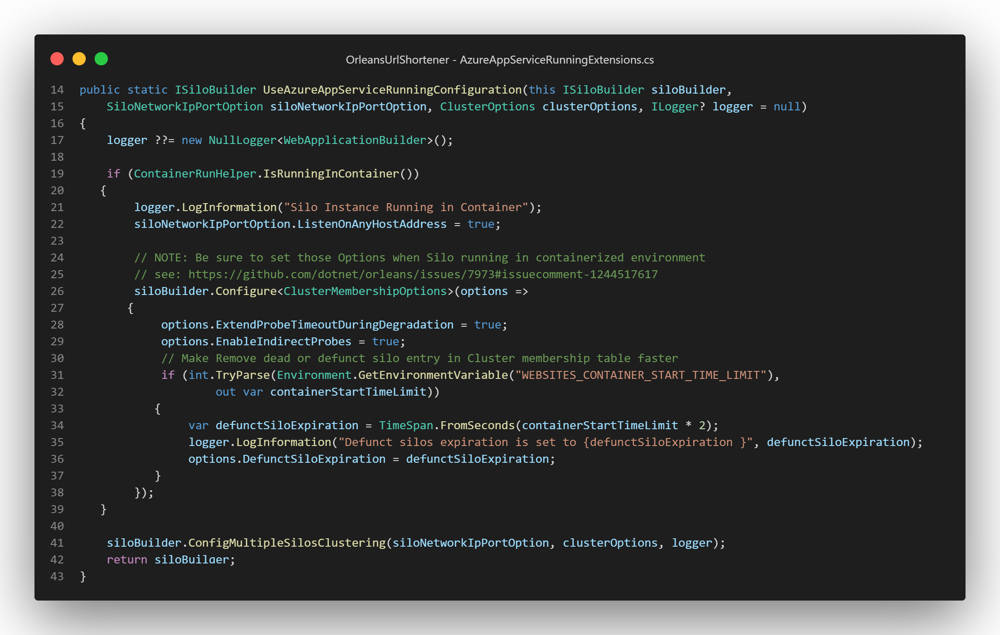 OrleansUrlShortener - AzureAppServiceRunningExtensions.cs
14 public static ISiloBuilder UseAzureAppServiceRunningConfiguration(this ISiloBuilder siloBuilder,
15     SiloNetworkIpPortOption siloNetworkIpPortOption, ClusterOptions clusterOptions, ILogger? logger = null)
16 {
17     logger ??= new NullLogger<WebApplicationBuilder>();
18
19     if (ContainerRunHelper.IsRunningInContainer())
20    {
21         logger.LogInformation("Silo Instance Running in Container");
22         siloNetworkIpPortOption.ListenOnAnyHostAddress = true;
23
24         // NOTE: Be sure to set those Options when Silo running in containerized environment
25         // see: https://github.com/dotnet/orleans/issues/7973#issuecomment-1244517617
26         siloBuilder.Configure<ClusterMembershipOptions>(options =>
27        {
28             options.ExtendProbeTimeoutDuringDegradation = true;
29             options.EnableIndirectProbes = true;
30             // Make Remove dead or defunct silo entry in Cluster membership table faster
31             if (int.TryParse(Environment.GetEnvironmentVariable("WEBSITES_CONTAINER_START_TIME_LIMIT"),
32                     out var containerStartTimeLimit))
33            {
34                 var defunctSiloExpiration = TimeSpan.FromSeconds(containerStartTimeLimit * 2);
35                 logger.LogInformation("Defunct silos expiration is set to {defunctSiloExpiration }", defunctSiloExpiration);
36                 options.DefunctSiloExpiration = defunctSiloExpiration;
37            }
38         });
39    }
40
41     siloBuilder.ConfigMultipleSilosClustering(siloNetworkIpPortOption, clusterOptions, logger);
42     return siloBuilder;
43 }